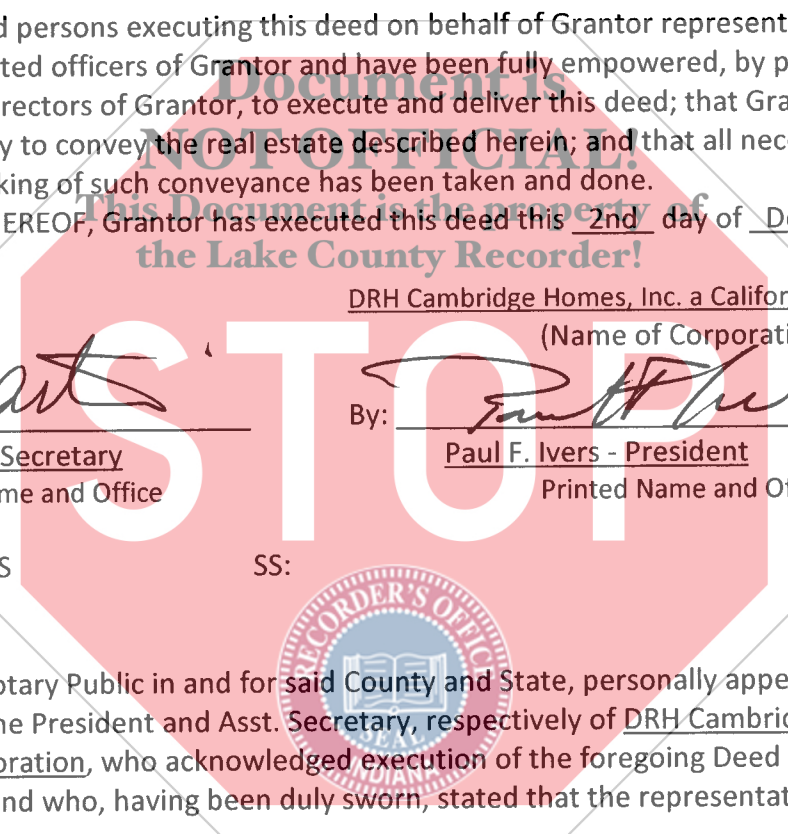 d persons executing this deed on behalf of Grantor represent
ted officers of Grantor and have been fully empowered, by p
Document is
rectors of Grantor, to execute and deliver this deed; that Gra
y to convey the real estate described herein; and that all nec
NOT OFFICIAL!
king of such conveyance has been taken and done.
This Document is the property of
EREOF, Grantor has executed this deed this 2nd day of De
the Lake County Recorder!
DRH Cambridge Homes, Inc. a Califor
(Name of Corporati
STOP
By:
Secretary
Paul F. Ivers - President
me and Office
Printed Name and Of
S SS:
RECORDER'S OFFICE
otary Public in and for said County and State, personally appe
he President and Asst. Secretary, respectively of DRH Cambrid
SEAL
oration, who acknowledged execution of the foregoing Deed
INDIANA
nd who, having been duly sworn, stated that the representat